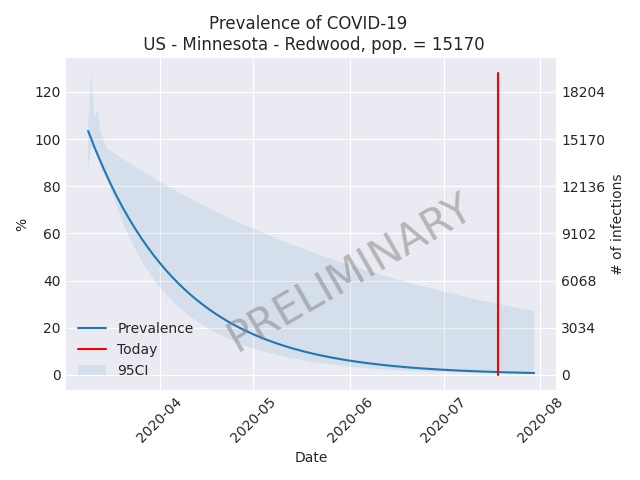 Prevalence of COVID-19
US - Minnesota - Redwood, pop. = 15170
120
100
80
60
40
20
0
%
18204
15170
12136
9102
6068
3034
0
# of infections
PRELIMINARY
Prevalence
Today
95CI
2020-04
2020-05
2020-06
2020-07
2020-08
Date